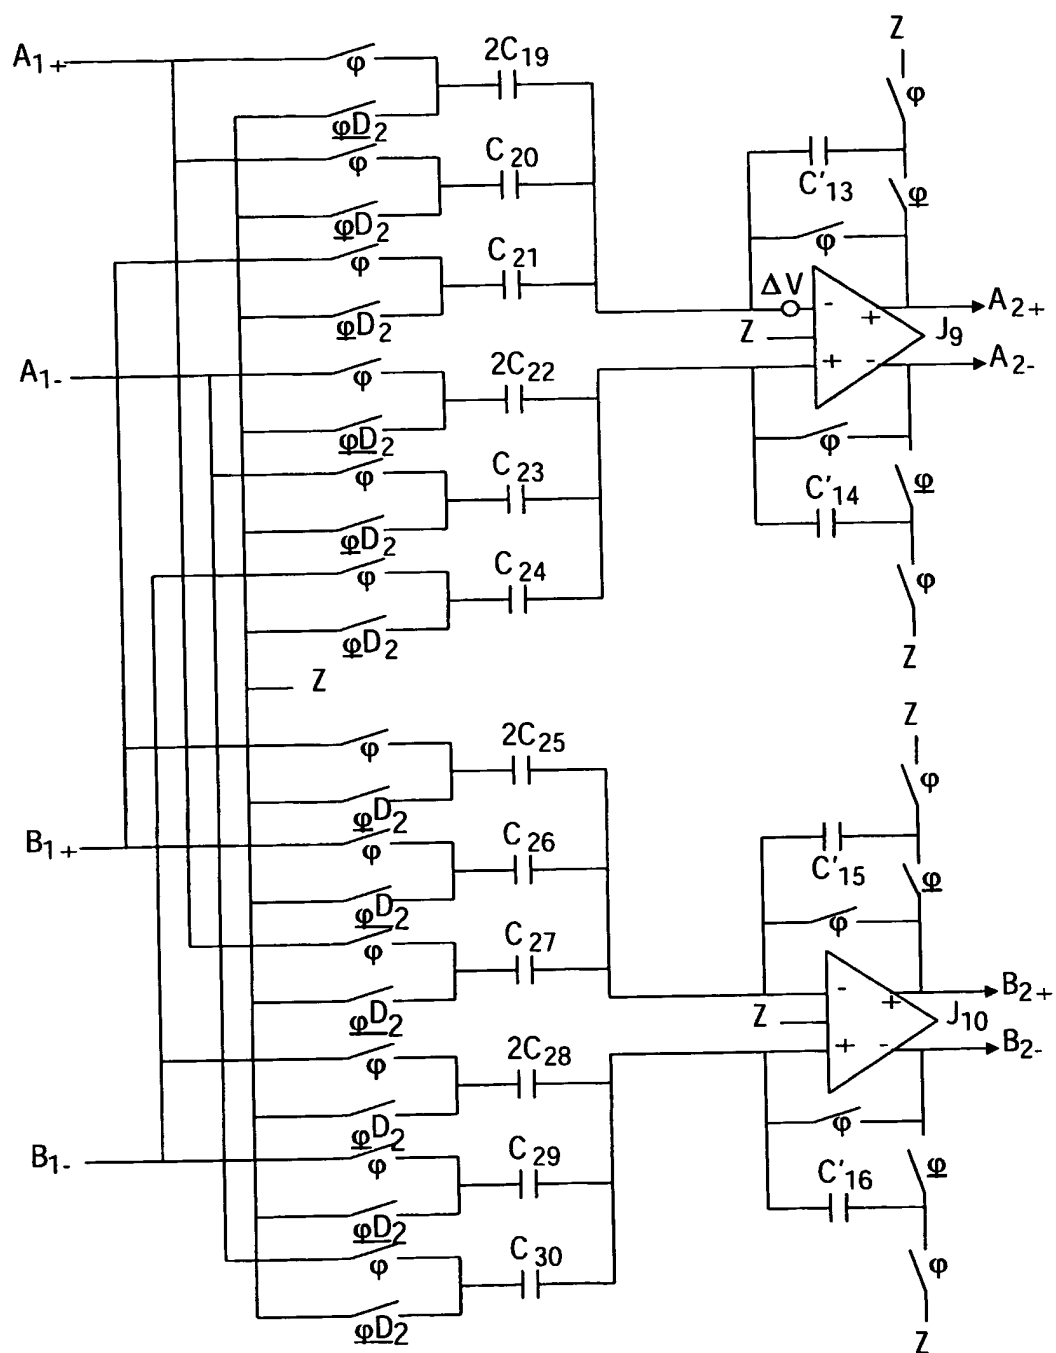 A1+
φ
2C19
φD2
φ
C20
φD2
φ
C21
φD2
A1-
φ
2C22
φD2
φ
C23
φD2
φ
C24
φD2
Z
Z
φ
C'13
φ
φ
ΔV
-
+
J9
A2+
Z
+
-
A2-
φ
C'14
φ
φ
Z
φ
2C25
φD2
B1+
φ
C26
φD2
φ
C27
φD2
φ
2C28
φD2
B1-
φ
C29
φD2
φ
C30
φD2
Z
φ
C'15
φ
φ
-
+
J10
B2+
Z
+
-
B2-
φ
C'16
φ
φ
Z